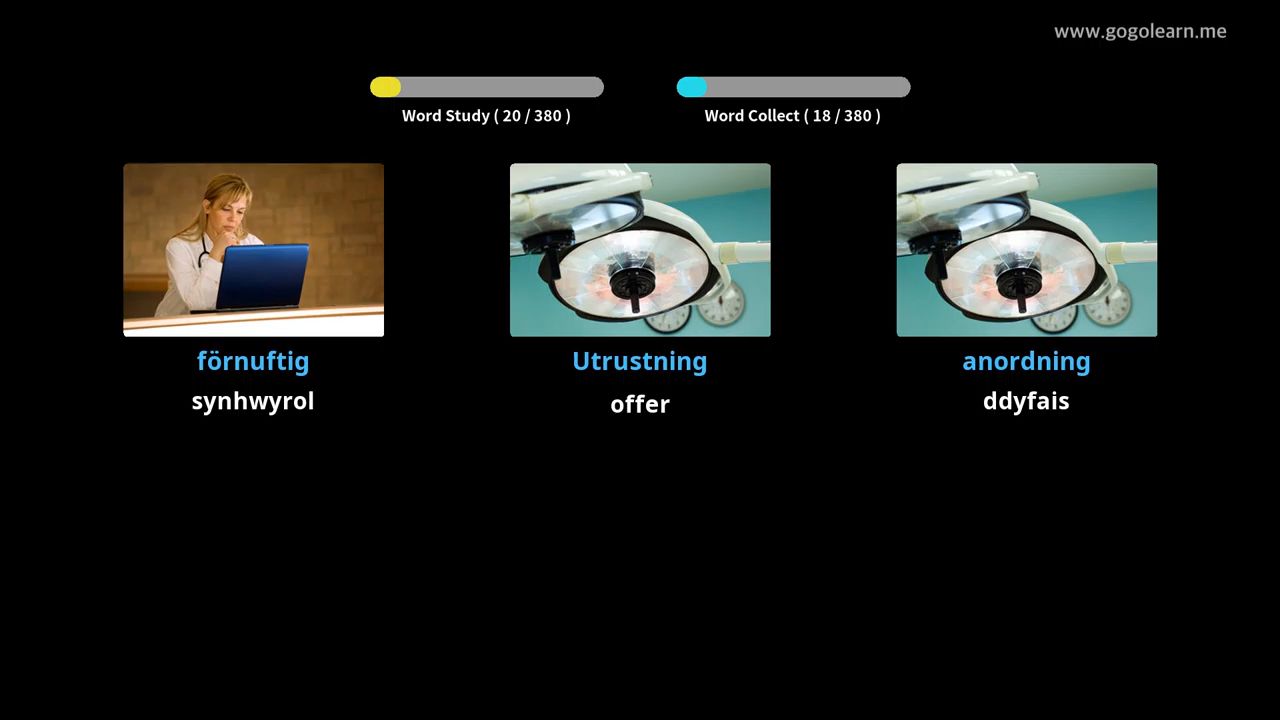 www.gogolearn.me
Word Study ( 20 / 380 )
Word Collect ( 18 / 380 )
förnuftig
Utrustning
anordning
synhwyrol
offer
ddyfais